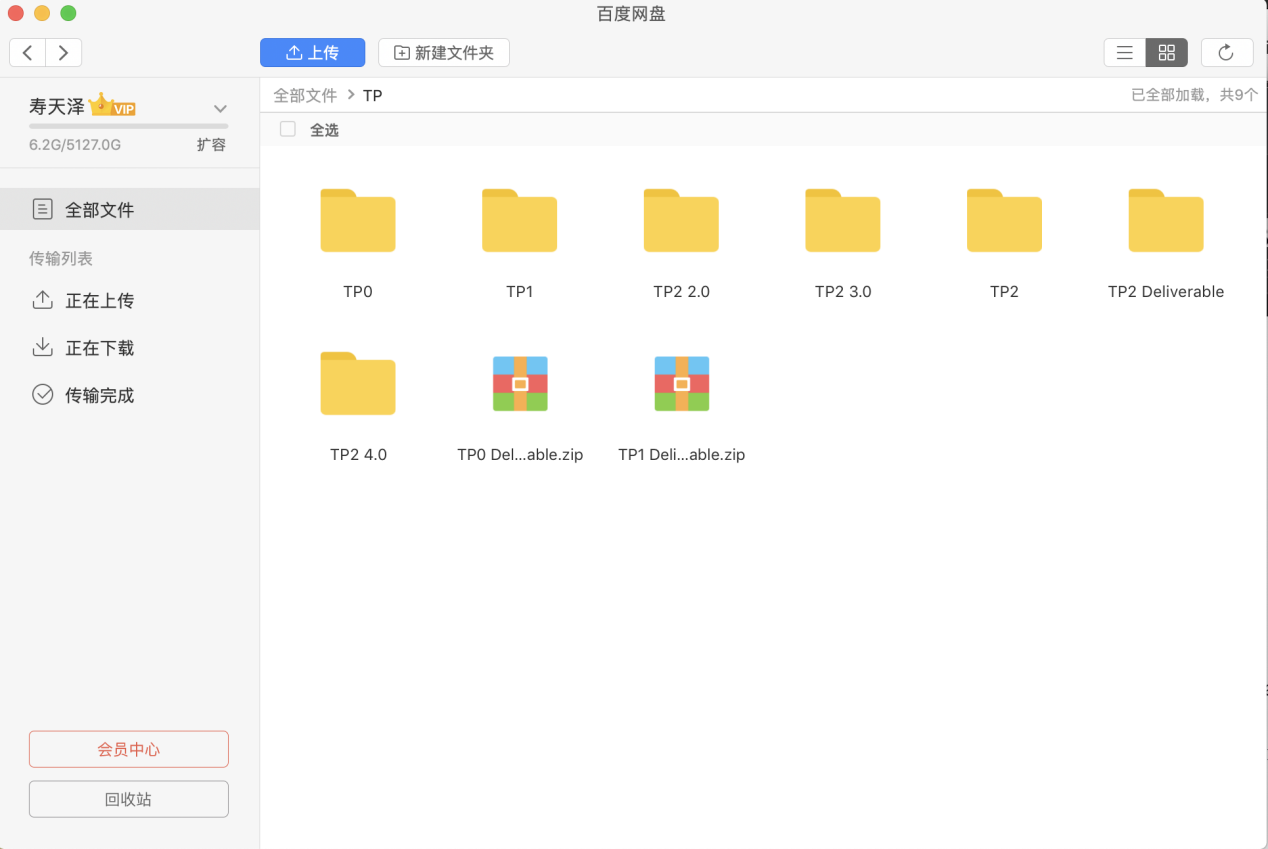 百度网盘
上传
新建文件夹
寿天泽 VIP
6.2G/5127.0G 扩容
全部文件
传输列表
正在上传
正在下载
传输完成
会员中心
回收站
全部文件 > TP
已全部加载，共9个
全选
TP0 TP1 TP2 2.0 TP2 3.0 TP2 TP2 Deliverable
TP2 4.0 TP0 Del...able.zip TP1 Deli...able.zip